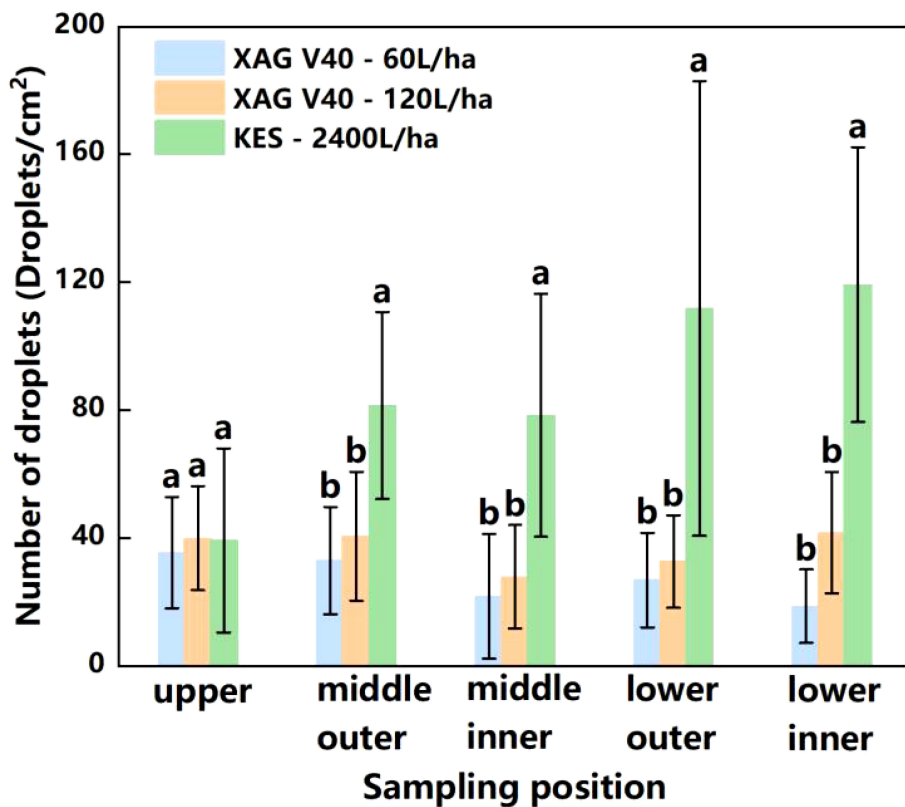 200
160
120
80
40
0
Number of droplets (Droplets/cm²)
XAG V40 - 60L/ha
XAG V40 - 120L/ha
KES - 2400L/ha
a a a
b b a
b b a
b b a
b b a
upper
middle outer
middle inner
lower outer
lower inner
Sampling position